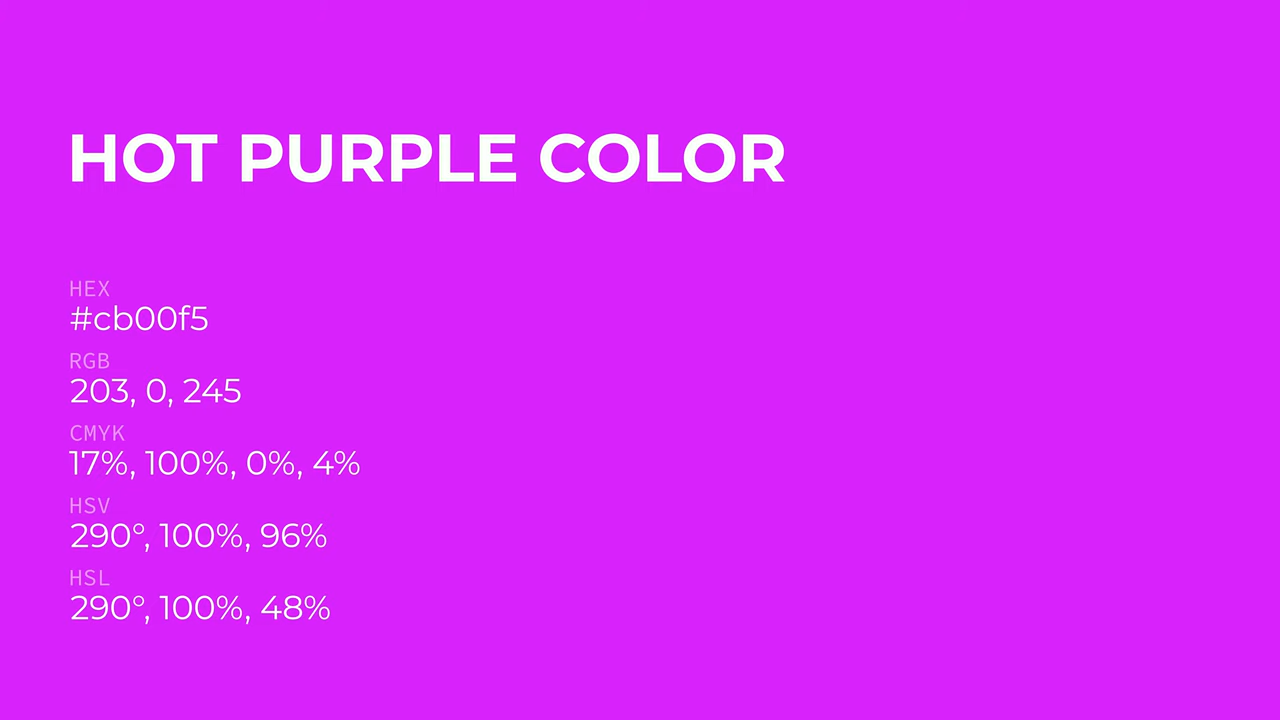 HOT PURPLE COLOR
HEX
#cb00f5
RGB
203, 0, 245
CMYK
17%, 100%, 0%, 4%
HSV
290°, 100%, 96%
HSL
290°, 100%, 48%